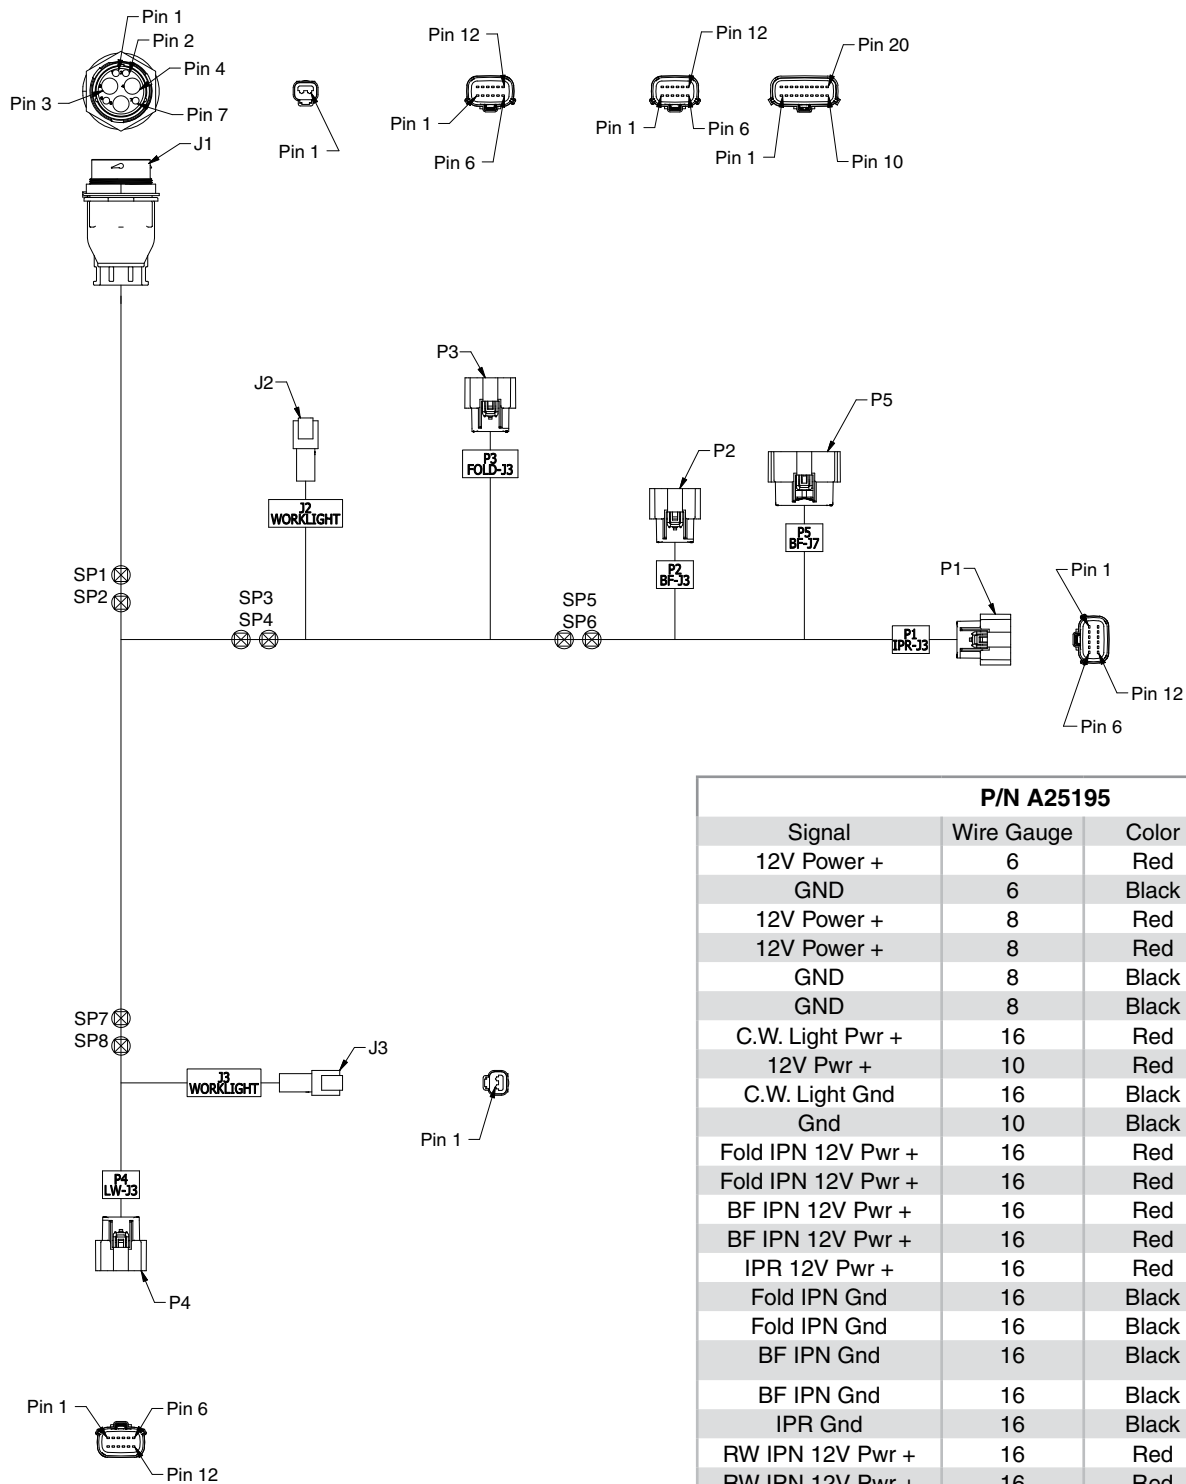 Pin 1
Pin 2
Pin 4
Pin 3
Pin 7
J1
Pin 1
Pin 12
Pin 1
Pin 6
Pin 12
Pin 1
Pin 6
Pin 20
Pin 1
Pin 10
P3
J2
P5
P2
P3
FOLD-J3
J2
WORKLIGHT
P5
BF-J7
P2
BF-J3
SP1
SP2
SP3
SP4
SP5
SP6
P1
Pin 1
P1
IPR-J3
Pin 12
Pin 6
SP7
SP8
J3
J3
WORKLIGHT
Pin 1
P4
LW-J3
P4
Pin 1
Pin 6
Pin 12
P/N A25195
Signal Wire Gauge Color
12V Power + 6 Red
GND 6 Black
12V Power + 8 Red
12V Power + 8 Red
GND 8 Black
GND 8 Black
C.W. Light Pwr + 16 Red
12V Pwr + 10 Red
C.W. Light Gnd 16 Black
Gnd 10 Black
Fold IPN 12V Pwr + 16 Red
Fold IPN 12V Pwr + 16 Red
BF IPN 12V Pwr + 16 Red
BF IPN 12V Pwr + 16 Red
IPR 12V Pwr + 16 Red
Fold IPN Gnd 16 Black
Fold IPN Gnd 16 Black
BF IPN Gnd 16 Black
BF IPN Gnd 16 Black
IPR Gnd 16 Black
RW IPN 12V Pwr + 16 Red
RW IPN 12V Pwr + 16 Red